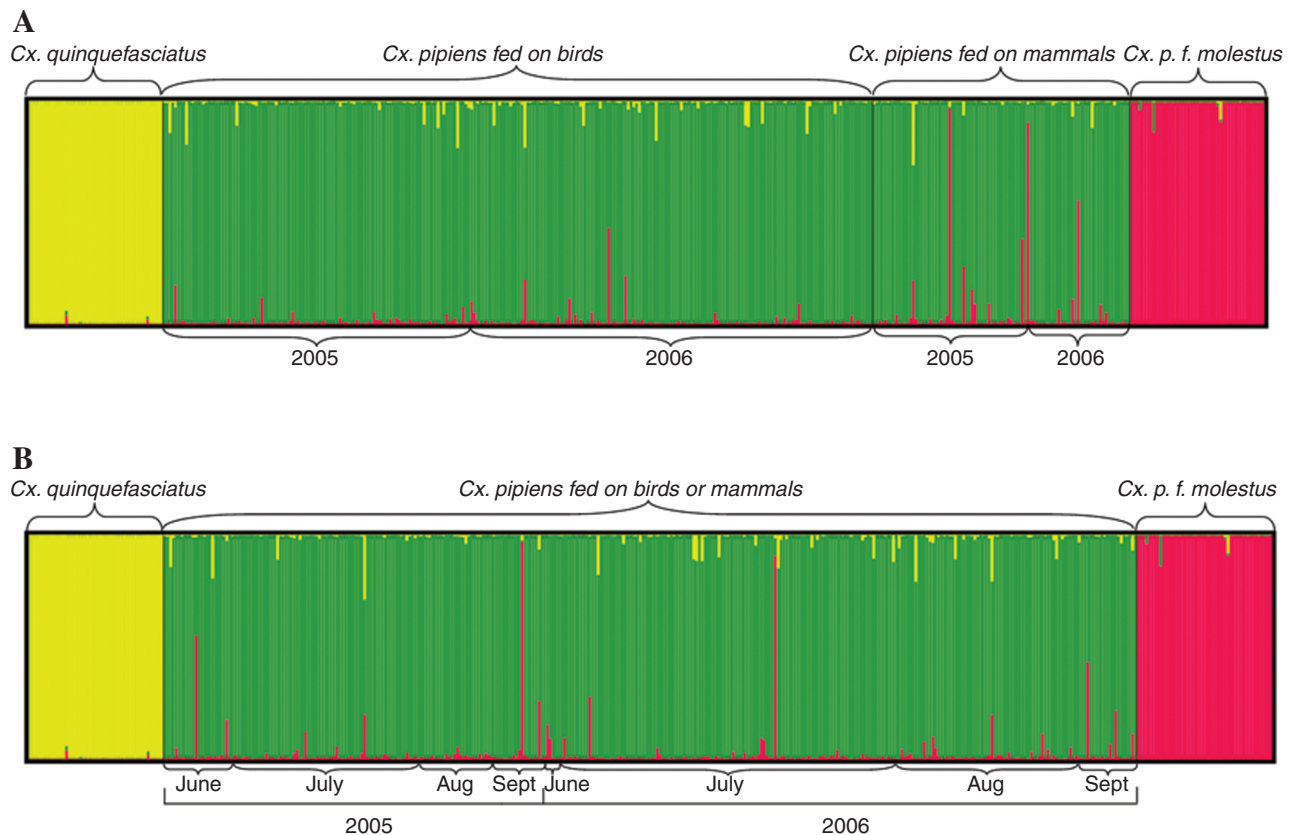 A
Cx. quinquefasciatus Cx. pipiens fed on birds Cx. pipiens fed on mammals Cx. p. f. molestus
2005 2006 2005 2006
B
Cx. quinquefasciatus Cx. pipiens fed on birds or mammals Cx. p. f. molestus
June July Aug Sept June July Aug Sept
2005 2006